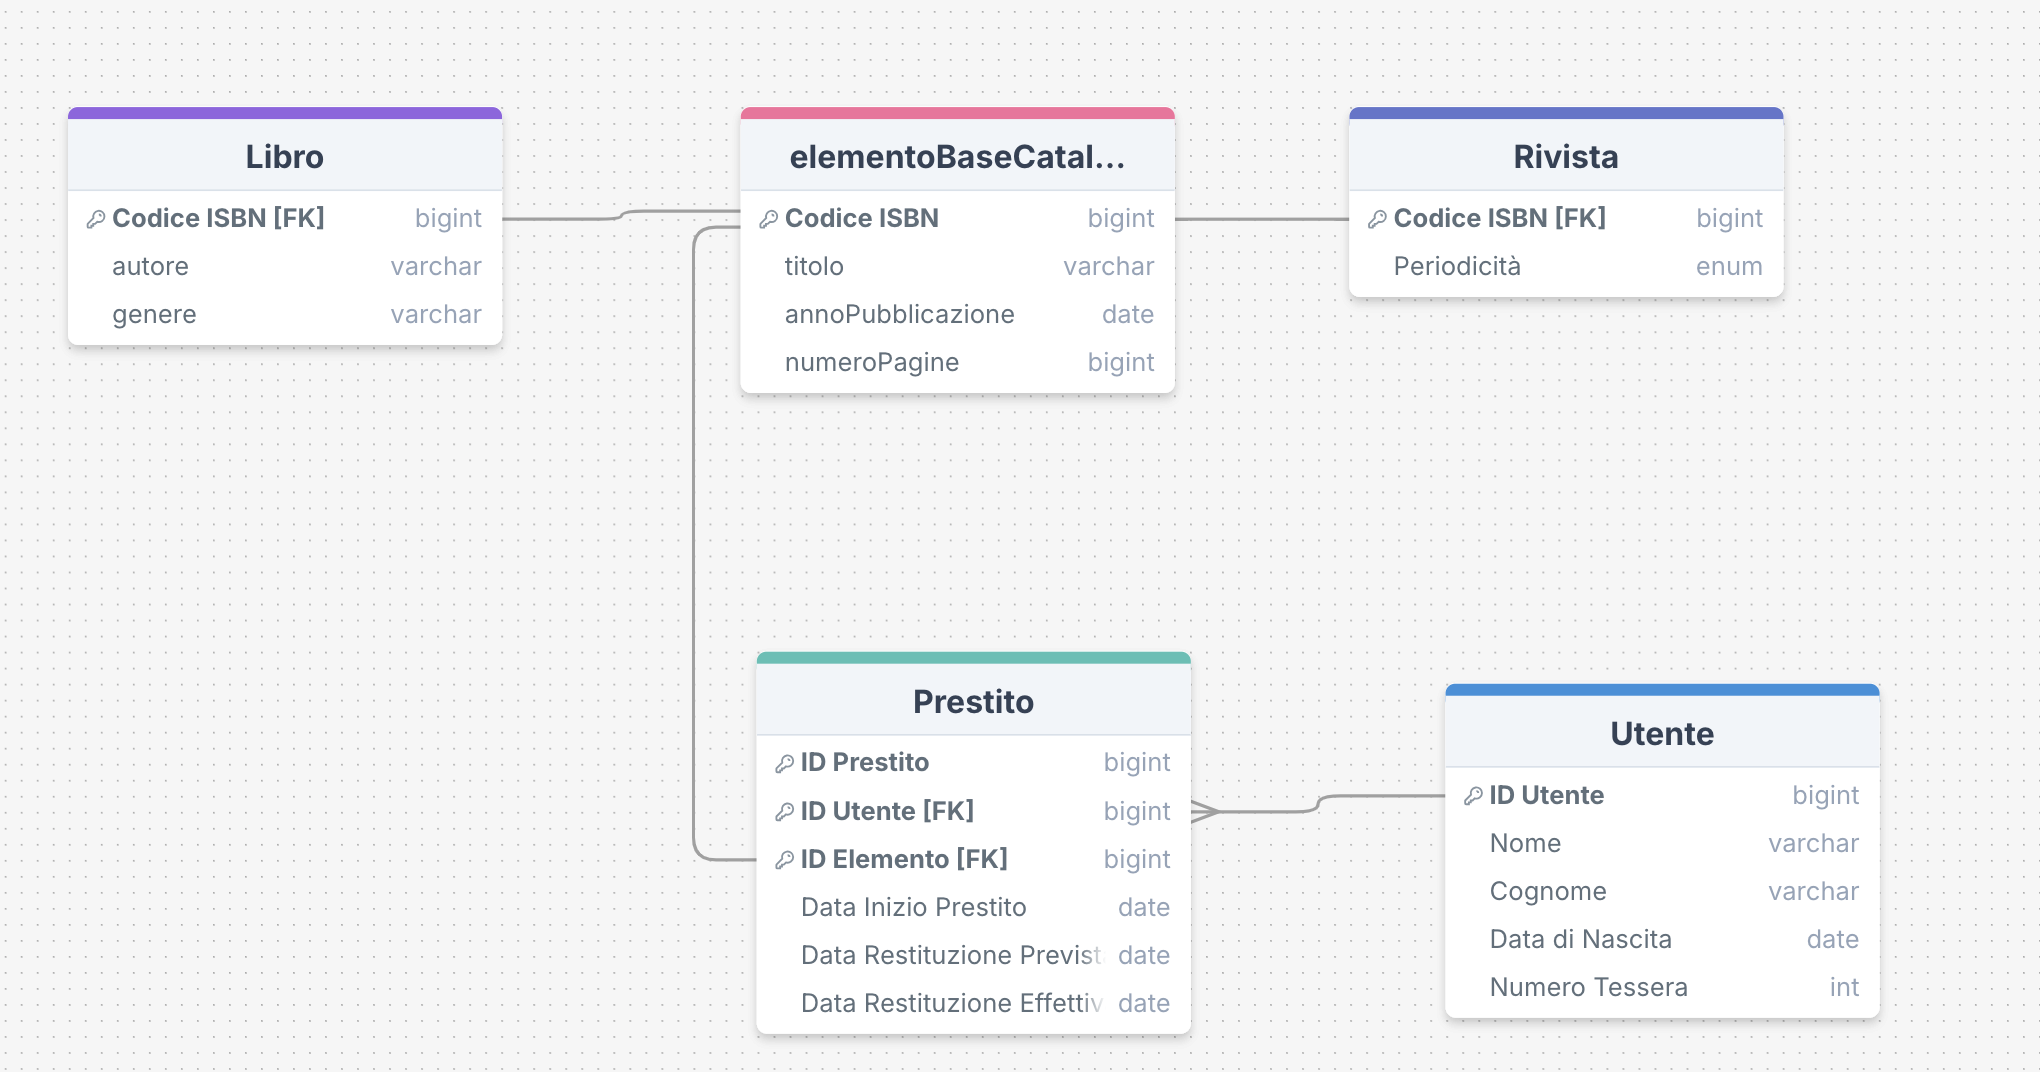 Libro
Codice ISBN [FK] bigint
autore varchar
genere varchar
elementoBaseCatal...
Codice ISBN bigint
titolo varchar
annoPubblicazione date
numeroPagine bigint
Rivista
Codice ISBN [FK] bigint
Periodicità enum
Prestito
ID Prestito bigint
ID Utente [FK] bigint
ID Elemento [FK] bigint
Data Inizio Prestito date
Data Restituzione Previst date
Data Restituzione Effettiv date
Utente
ID Utente bigint
Nome varchar
Cognome varchar
Data di Nascita date
Numero Tessera int